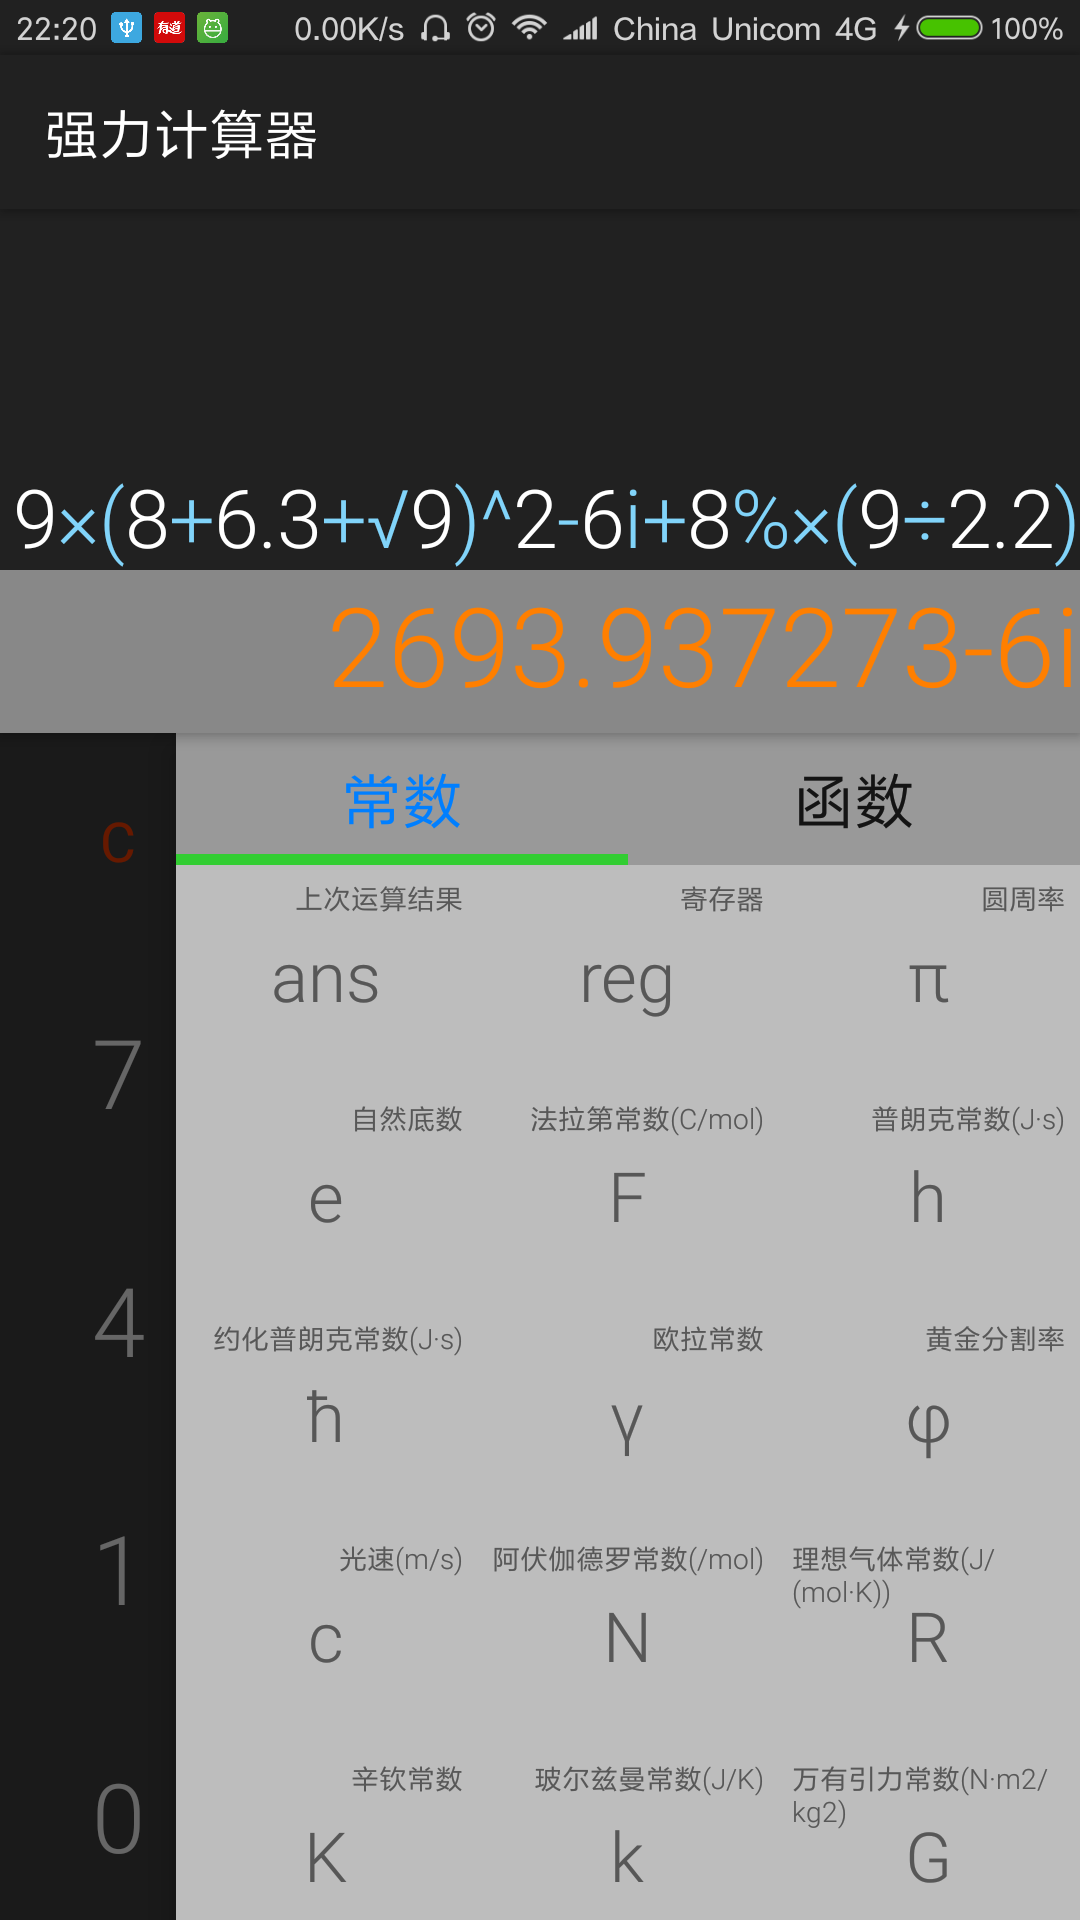 22:20 有道 0.00K/s China Unicom 4G 100%
强力计算器
9×(8+6.3+√9)^2-6i+8%×(9÷2.2)
2693.937273-6i
常数 函数
C
上次运算结果 寄存器 圆周率
ans reg π
7
自然底数 法拉第常数(C/mol) 普朗克常数(J·s)
e F h
4
约化普朗克常数(J·s) 欧拉常数 黄金分割率
ħ γ φ
1
光速(m/s) 阿伏伽德罗常数(/mol) 理想气体常数(J/
(mol·K))
c N R
0
辛钦常数 玻尔兹曼常数(J/K) 万有引力常数(N·m2/
kg2)
K k G